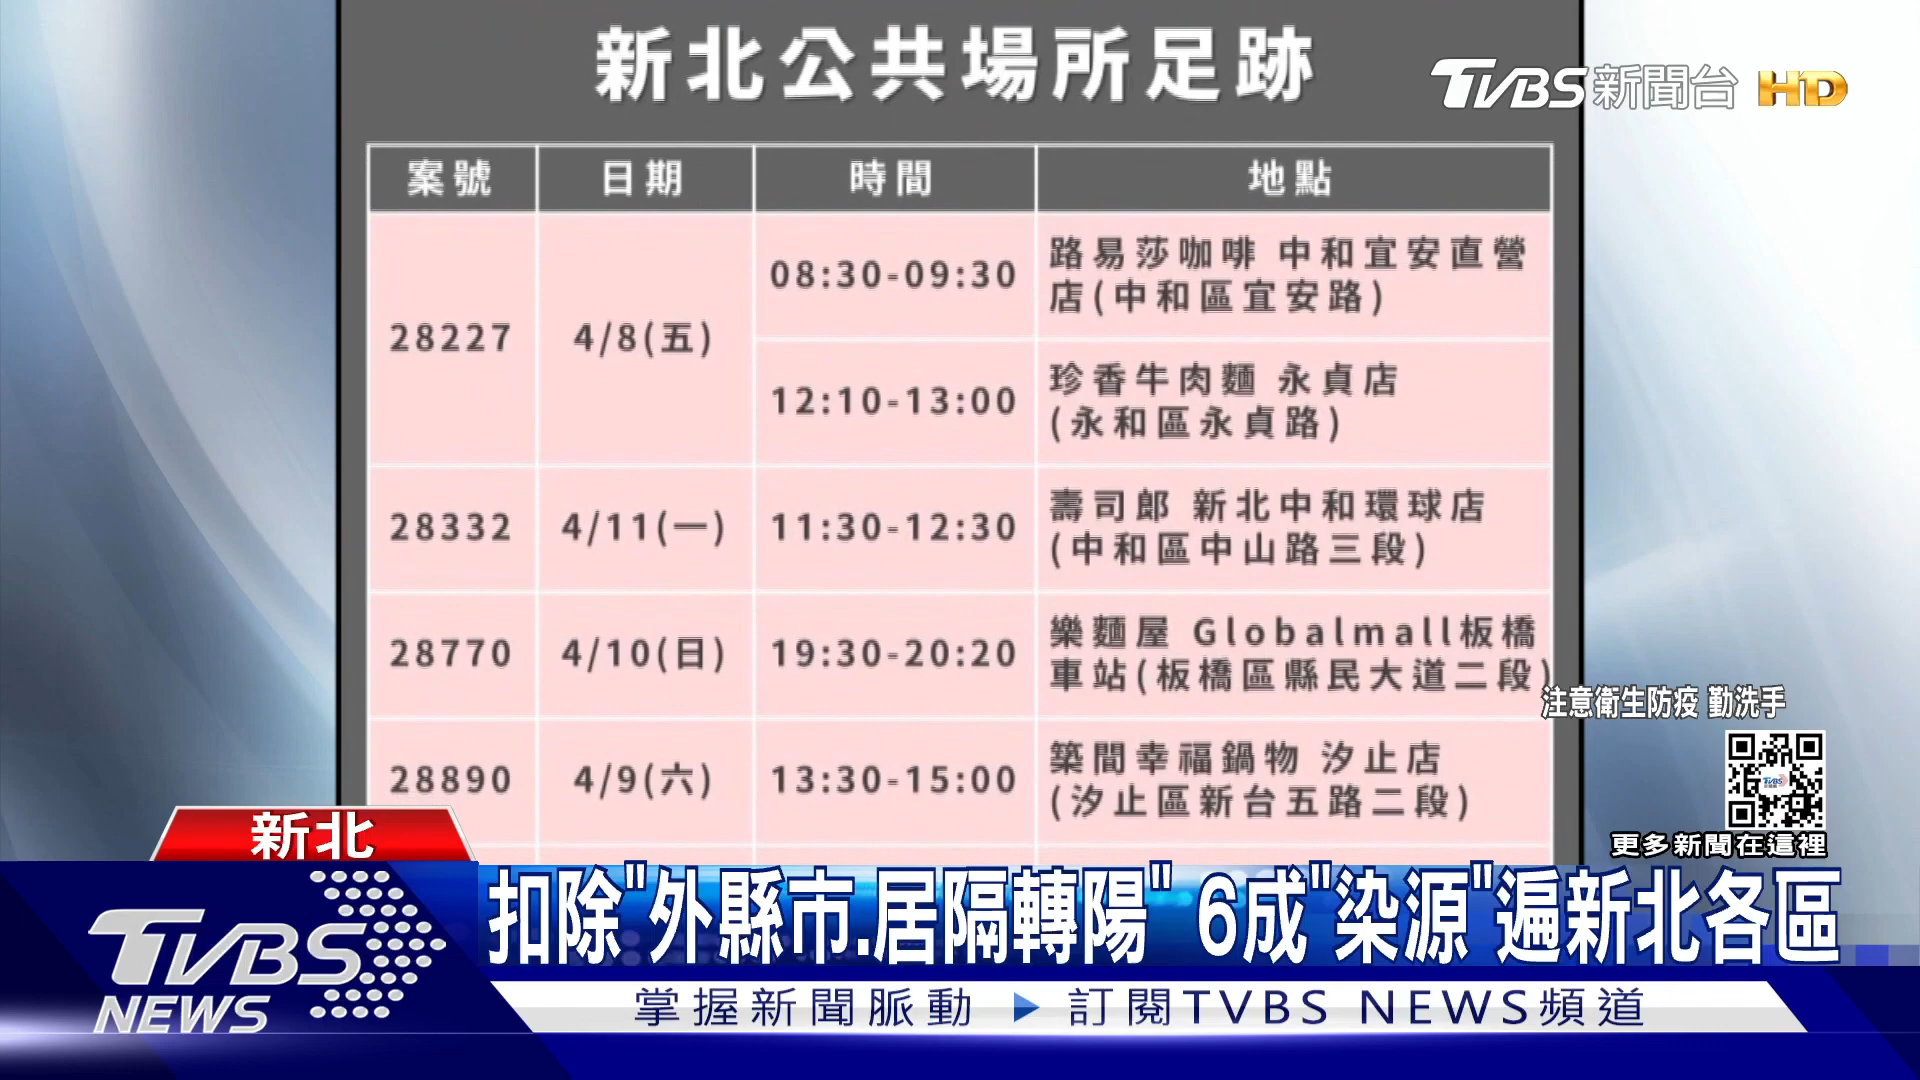 新北公共場所足跡
TVBS新聞台 HD
案號 日期 時間 地點
28227 4/8(五) 08:30-09:30 路易莎咖啡 中和宜安直營
店(中和區宜安路)
12:10-13:00 珍香牛肉麵 永貞店
(永和區永貞路)
28332 4/11(一) 11:30-12:30 壽司郎 新北中和環球店
(中和區中山路三段)
28770 4/10(日) 19:30-20:20 樂麵屋 Globalmall板橋
車站(板橋區縣民大道二段)
28890 4/9(六) 13:30-15:00 築間幸福鍋物 汐止店
(汐止區新台五路二段)
注意衛生防疫 勤洗手
TVBS
更多新聞在這裡
新北
扣除"外縣市.居隔轉陽" 6成"染源"遍新北各區
TVBS
NEWS
掌握新聞脈動 ▶ 訂閱TVBS NEWS頻道